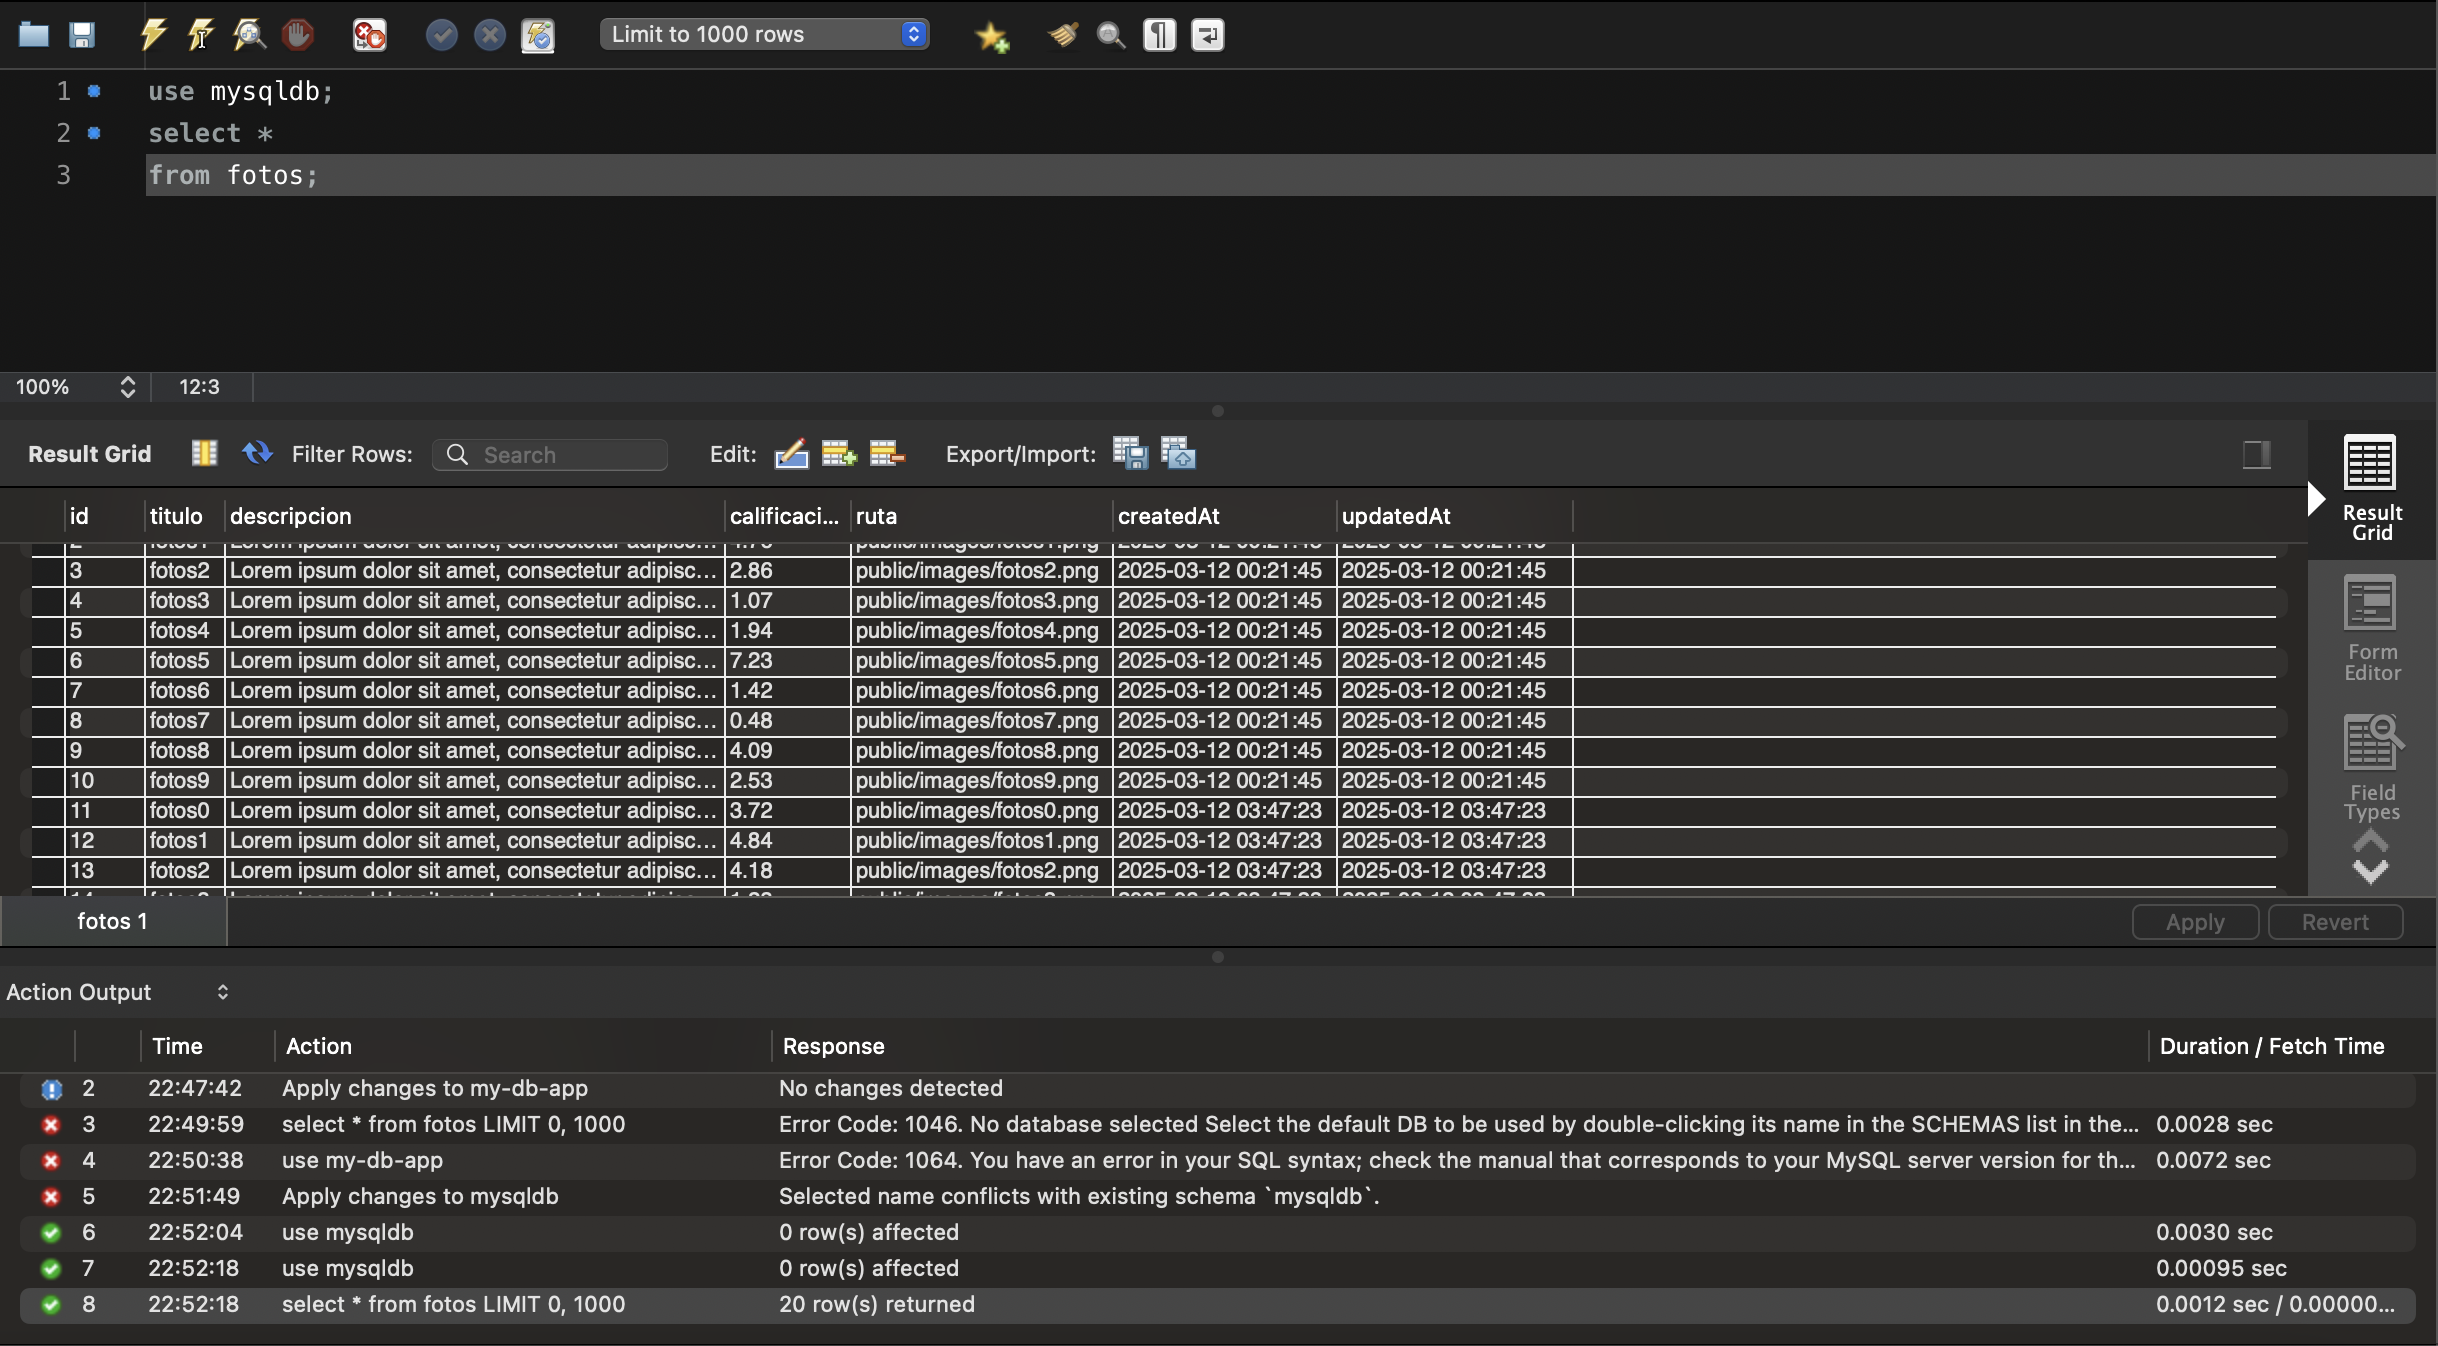 Limit to 1000 rows
1 use mysqldb;
2 select *
3 from fotos;
100% 12:3
Result Grid Filter Rows: Search Edit: Export/Import:
Result Grid
Form Editor
Field Types
id titulo descripcion calificaci... ruta createdAt updatedAt
3 fotos2 Lorem ipsum dolor sit amet, consectetur adipisc... 2.86 public/images/fotos2.png 2025-03-12 00:21:45 2025-03-12 00:21:45
4 fotos3 Lorem ipsum dolor sit amet, consectetur adipisc... 1.07 public/images/fotos3.png 2025-03-12 00:21:45 2025-03-12 00:21:45
5 fotos4 Lorem ipsum dolor sit amet, consectetur adipisc... 1.94 public/images/fotos4.png 2025-03-12 00:21:45 2025-03-12 00:21:45
6 fotos5 Lorem ipsum dolor sit amet, consectetur adipisc... 7.23 public/images/fotos5.png 2025-03-12 00:21:45 2025-03-12 00:21:45
7 fotos6 Lorem ipsum dolor sit amet, consectetur adipisc... 1.42 public/images/fotos6.png 2025-03-12 00:21:45 2025-03-12 00:21:45
8 fotos7 Lorem ipsum dolor sit amet, consectetur adipisc... 0.48 public/images/fotos7.png 2025-03-12 00:21:45 2025-03-12 00:21:45
9 fotos8 Lorem ipsum dolor sit amet, consectetur adipisc... 4.09 public/images/fotos8.png 2025-03-12 00:21:45 2025-03-12 00:21:45
10 fotos9 Lorem ipsum dolor sit amet, consectetur adipisc... 2.53 public/images/fotos9.png 2025-03-12 00:21:45 2025-03-12 00:21:45
11 fotos0 Lorem ipsum dolor sit amet, consectetur adipisc... 3.72 public/images/fotos0.png 2025-03-12 03:47:23 2025-03-12 03:47:23
12 fotos1 Lorem ipsum dolor sit amet, consectetur adipisc... 4.84 public/images/fotos1.png 2025-03-12 03:47:23 2025-03-12 03:47:23
13 fotos2 Lorem ipsum dolor sit amet, consectetur adipisc... 4.18 public/images/fotos2.png 2025-03-12 03:47:23 2025-03-12 03:47:23
fotos 1 Apply Revert
Action Output
Time Action Response Duration / Fetch Time
2 22:47:42 Apply changes to my-db-app No changes detected
3 22:49:59 select * from fotos LIMIT 0, 1000 Error Code: 1046. No database selected Select the default DB to be used by double-clicking its name in the SCHEMAS list in the... 0.0028 sec
4 22:50:38 use my-db-app Error Code: 1064. You have an error in your SQL syntax; check the manual that corresponds to your MySQL server version for th... 0.0072 sec
5 22:51:49 Apply changes to mysqldb Selected name conflicts with existing schema `mysqldb`.
6 22:52:04 use mysqldb 0 row(s) affected 0.0030 sec
7 22:52:18 use mysqldb 0 row(s) affected 0.00095 sec
8 22:52:18 select * from fotos LIMIT 0, 1000 20 row(s) returned 0.0012 sec / 0.00000...